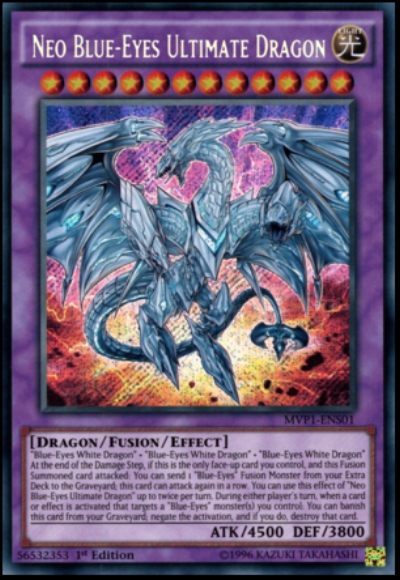 NEO BLUE-EYES ULTIMATE DRAGON
LIGHT
光
MVP1-ENS01
[DRAGON/FUSION/EFFECT]
"Blue-Eyes White Dragon" + "Blue-Eyes White Dragon" + "Blue-Eyes White Dragon"
At the end of the Damage Step, if this is the only face-up card you control, and this Fusion
Summoned card attacked: You can send 1 "Blue-Eyes" Fusion Monster from your Extra
Deck to the Graveyard; this card can attack again in a row. You can use this effect of "Neo
Blue-Eyes Ultimate Dragon" up to twice per turn. During either player's turn, when a card
or effect is activated that targets a "Blue-Eyes" monster(s) you control: You can banish
this card from your Graveyard; negate the activation, and if you do, destroy that card.
ATK/4500 DEF/3800
56532353 1st Edition ©1996 KAZUKI TAKAHASHI